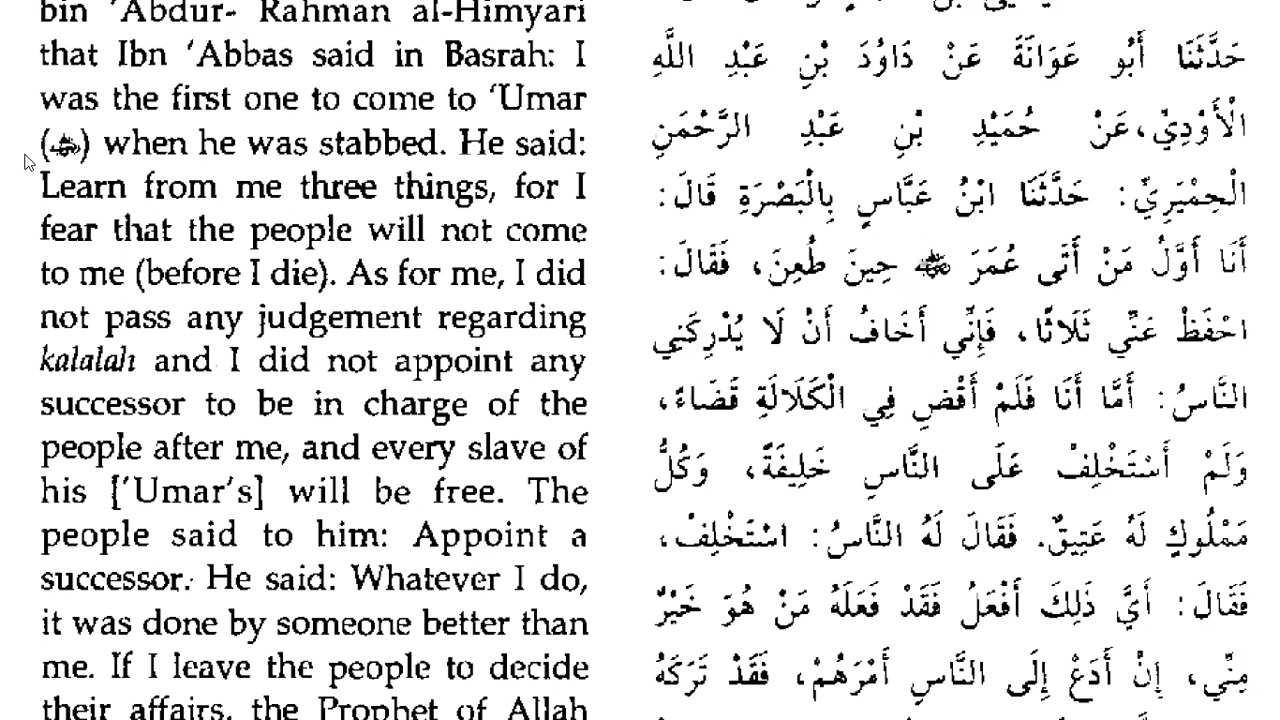 bin 'Abdur- Rahman al-Himyari
that Ibn 'Abbas said in Basrah: I
was the first one to come to 'Umar
(ﷺ) when he was stabbed. He said:
Learn from me three things, for I
fear that the people will not come
to me (before I die). As for me, I did
not pass any judgement regarding
kalalah and I did not appoint any
successor to be in charge of the
people after me, and every slave of
his ['Umar's] will be free. The
people said to him: Appoint a
successor. He said: Whatever I do,
it was done by someone better than
me. If I leave the people to decide
their affairs, the Prophet of Allah
حَدَّثَنَا أَبُو عَوَانَةَ عَنْ دَاوُدَ بْنِ عَبْدِ اللَّهِ
الْأَوْدِيِّ، عَنْ حُمَيْدِ بْنِ عَبْدِ الرَّحْمَنِ
الْحِمْيَرِيِّ: حَدَّثَنَا ابْنُ عَبَّاسٍ بِالْبَصْرَةِ قَالَ:
أَنَا أَوَّلُ مَنْ أَتَى عُمَرَ حِينَ طُعِنَ، فَقَالَ:
احْفَظْ عَنِّي ثَلَاثًا، فَإِنِّي أَخَافُ أَنْ لَا يُدْرِكَنِي
النَّاسُ: أَمَّا أَنَا فَلَمْ أَقْضِ فِي الْكَلَالَةِ قَضَاءً،
وَلَمْ أَسْتَخْلِفْ عَلَى النَّاسِ خَلِيفَةً، وَكُلُّ
مَمْلُوكٍ لَهُ عَتِيقٌ. فَقَالَ لَهُ النَّاسُ: اسْتَخْلِفْ،
فَقَالَ: أَيَّ ذَلِكَ أَفْعَلُ فَقَدْ فَعَلَهُ مَنْ هُوَ خَيْرٌ
مِنِّي، إِنْ أَدَعْ إِلَى النَّاسِ أَمْرَهُمْ، فَقَدْ تَرَكَهُ